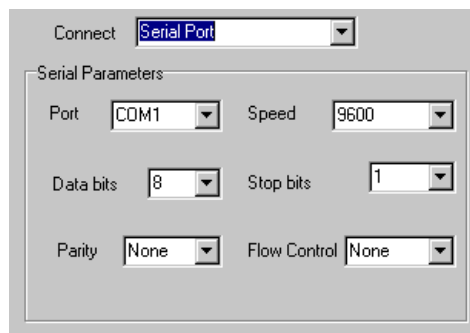 Connect Serial Port
Serial Parameters
Port COM1 Speed 9600
Data bits 8 Stop bits 1
Parity None Flow Control None